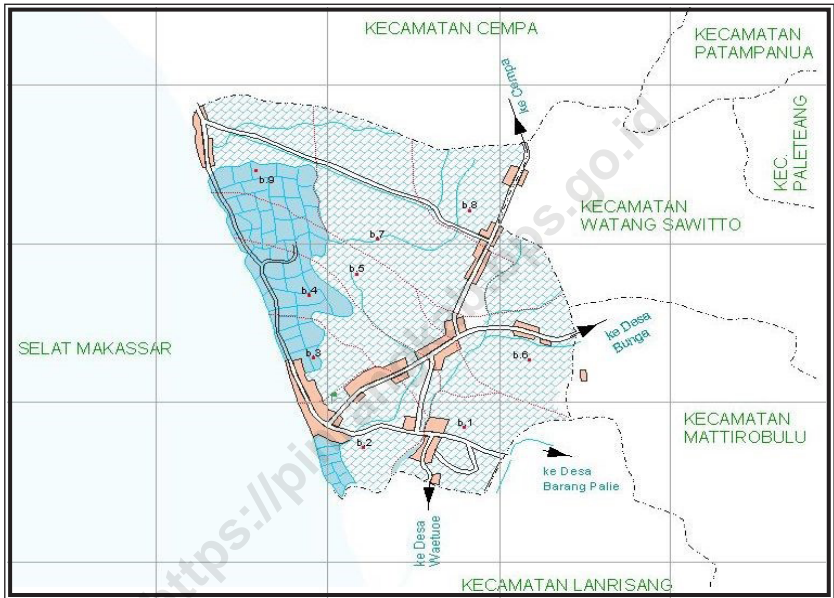 KECAMATAN CEMPA
KECAMATAN
PATAMPANUA
KEC.
PALETEANG
ke Cempa
b.9
b.8
KECAMATAN
WATANG SAWITTO
b.7
b.5
b.4
SELAT MAKASSAR
b.3
b.6
ke Desa
Bunga
b.1
b.2
KECAMATAN
MATTIROBULU
ke Desa
Barang Palie
ke Desa
Waetuoe
KECAMATAN LANRISANG